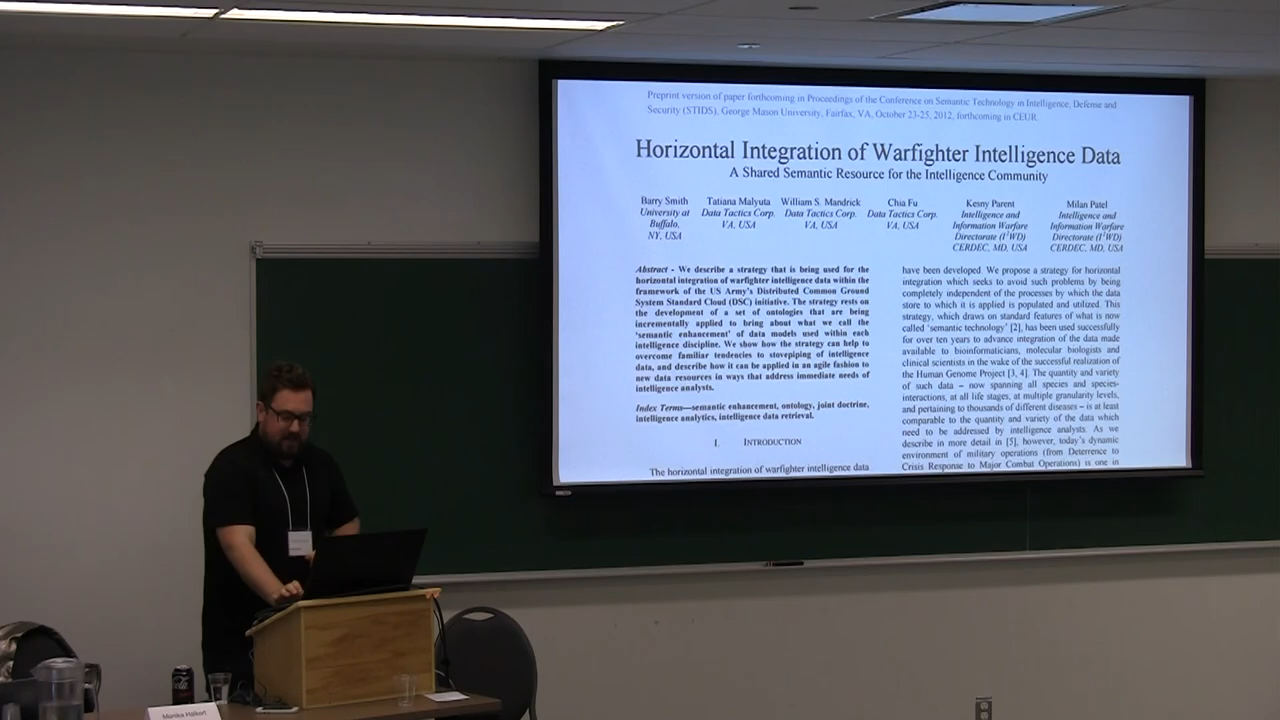 Preprint version of paper forthcoming in Proceedings of the Conference on Semantic Technology in Intelligence, Defense and
Security (STIDS), George Mason University, Fairfax, VA, October 23-25, 2012, forthcoming in CEUR.
Horizontal Integration of Warfighter Intelligence Data
A Shared Semantic Resource for the Intelligence Community
Barry Smith
University at
Buffalo,
NY, USA
Tatiana Malyuta
Data Tactics Corp.
VA, USA
William S. Mandrick
Data Tactics Corp.
VA, USA
Chia Fu
Data Tactics Corp.
VA, USA
Kesny Parent
Intelligence and
Information Warfare
Directorate (I²WD)
CERDEC, MD, USA
Milan Patel
Intelligence and
Information Warfare
Directorate (I²WD)
CERDEC, MD, USA
Abstract - We describe a strategy that is being used for the
horizontal integration of warfighter intelligence data within the
framework of the US Army's Distributed Common Ground
System Standard Cloud (DSC) initiative. The strategy rests on
the development of a set of ontologies that are being
incrementally applied to bring about what we call the
'semantic enhancement' of data models used within each
intelligence discipline. We show how the strategy can help to
overcome familiar tendencies to stovepiping of intelligence
data, and describe how it can be applied in an agile fashion to
new data resources in ways that address immediate needs of
intelligence analysts.
Index Terms—semantic enhancement, ontology, joint doctrine,
intelligence analytics, intelligence data retrieval.
I. INTRODUCTION
The horizontal integration of warfighter intelligence data
have been developed. We propose a strategy for horizontal
integration which seeks to avoid such problems by being
completely independent of the processes by which the data
store to which it is applied is populated and utilized. This
strategy, which draws on standard features of what is now
called 'semantic technology' [2], has been used successfully
for over ten years to advance integration of the data made
available to bioinformaticians, molecular biologists and
clinical scientists in the wake of the successful realization of
the Human Genome Project [3, 4]. The quantity and variety
of such data – now spanning all species and species-
interactions, at all life stages, at multiple granularity levels,
and pertaining to thousands of different diseases – is at least
comparable to the quantity and variety of the data which
need to be addressed by intelligence analysts. As we
describe in more detail in [5], however, today's dynamic
environment of military operations (from Deterrence to
Crisis Response to Major Combat Operations) is one in
Monika Halkort